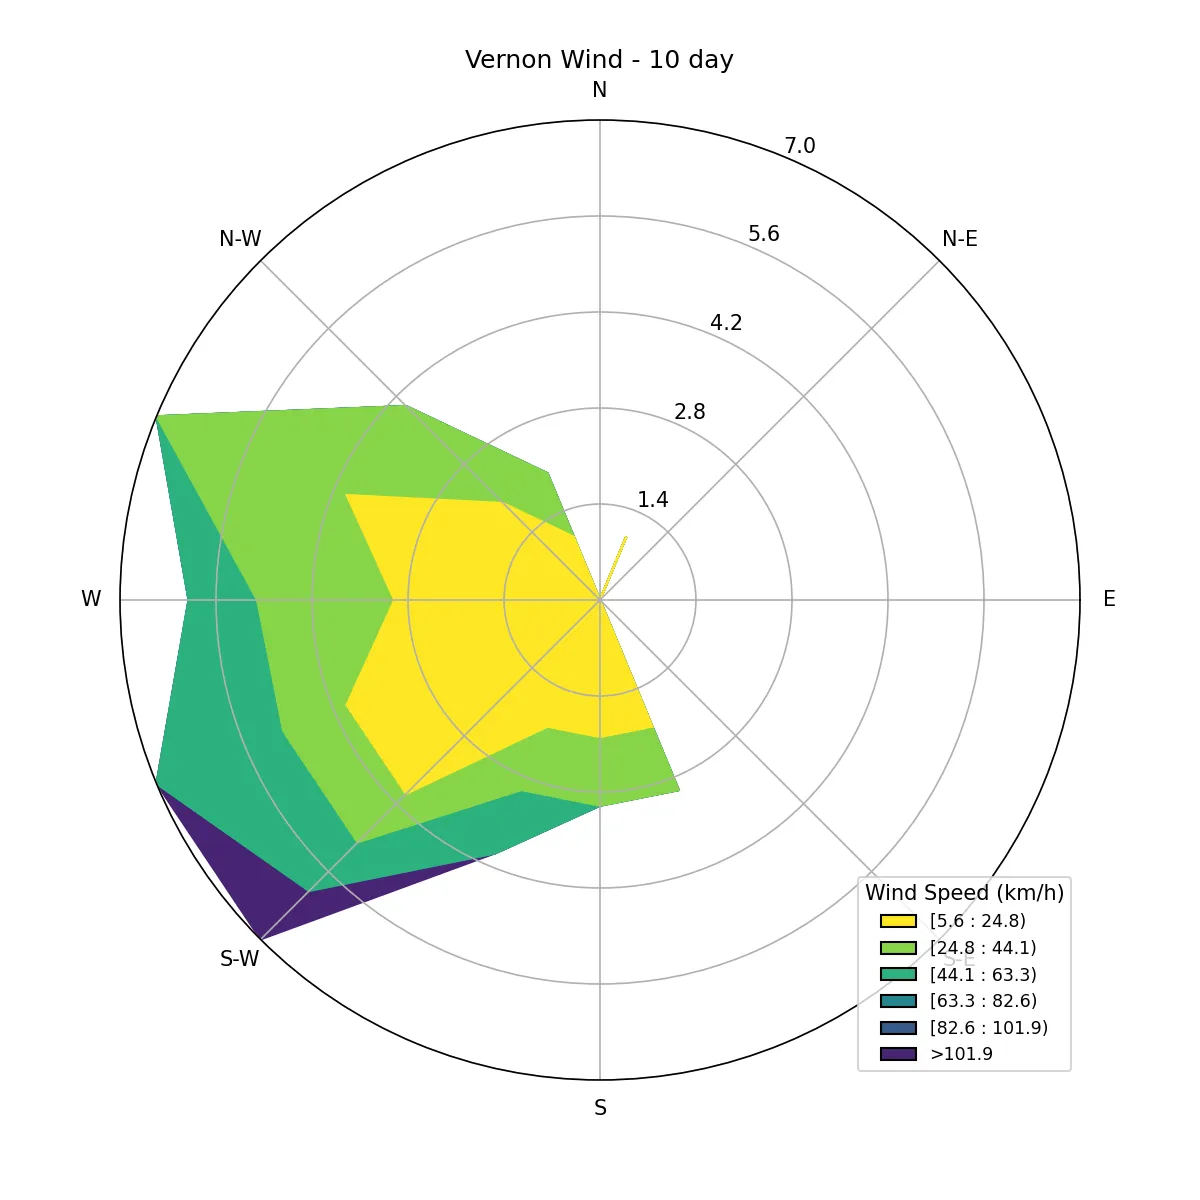 Vernon Wind - 10 day
N
7.0
N-W
5.6
N-E
4.2
2.8
1.4
W
E
S-W
S-E
S
Wind Speed (km/h)
[5.6 : 24.8)
[24.8 : 44.1)
[44.1 : 63.3)
[63.3 : 82.6)
[82.6 : 101.9)
>101.9